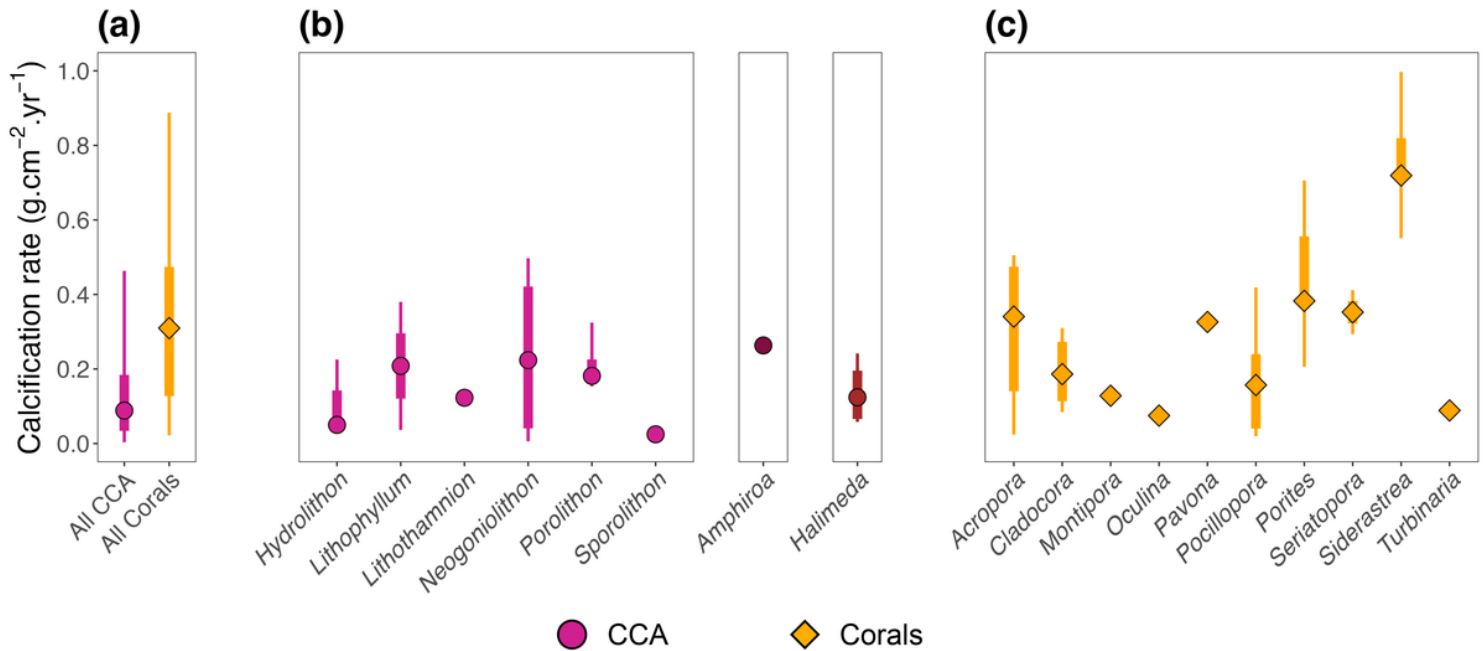 (a)
(b)
(c)
Calcification rate (g.cm⁻².yr⁻¹)
1.0
0.8
0.6
0.4
0.2
0.0
All CCA
All Corals
Hydrolithon
Lithophyllum
Lithothamnion
Neogoniolithon
Porolithon
Sporolithon
Amphiroa
Halimeda
Acropora
Cladocora
Montipora
Oculina
Pavona
Pocillopora
Porites
Seriatopora
Siderastrea
Turbinaria
CCA
Corals